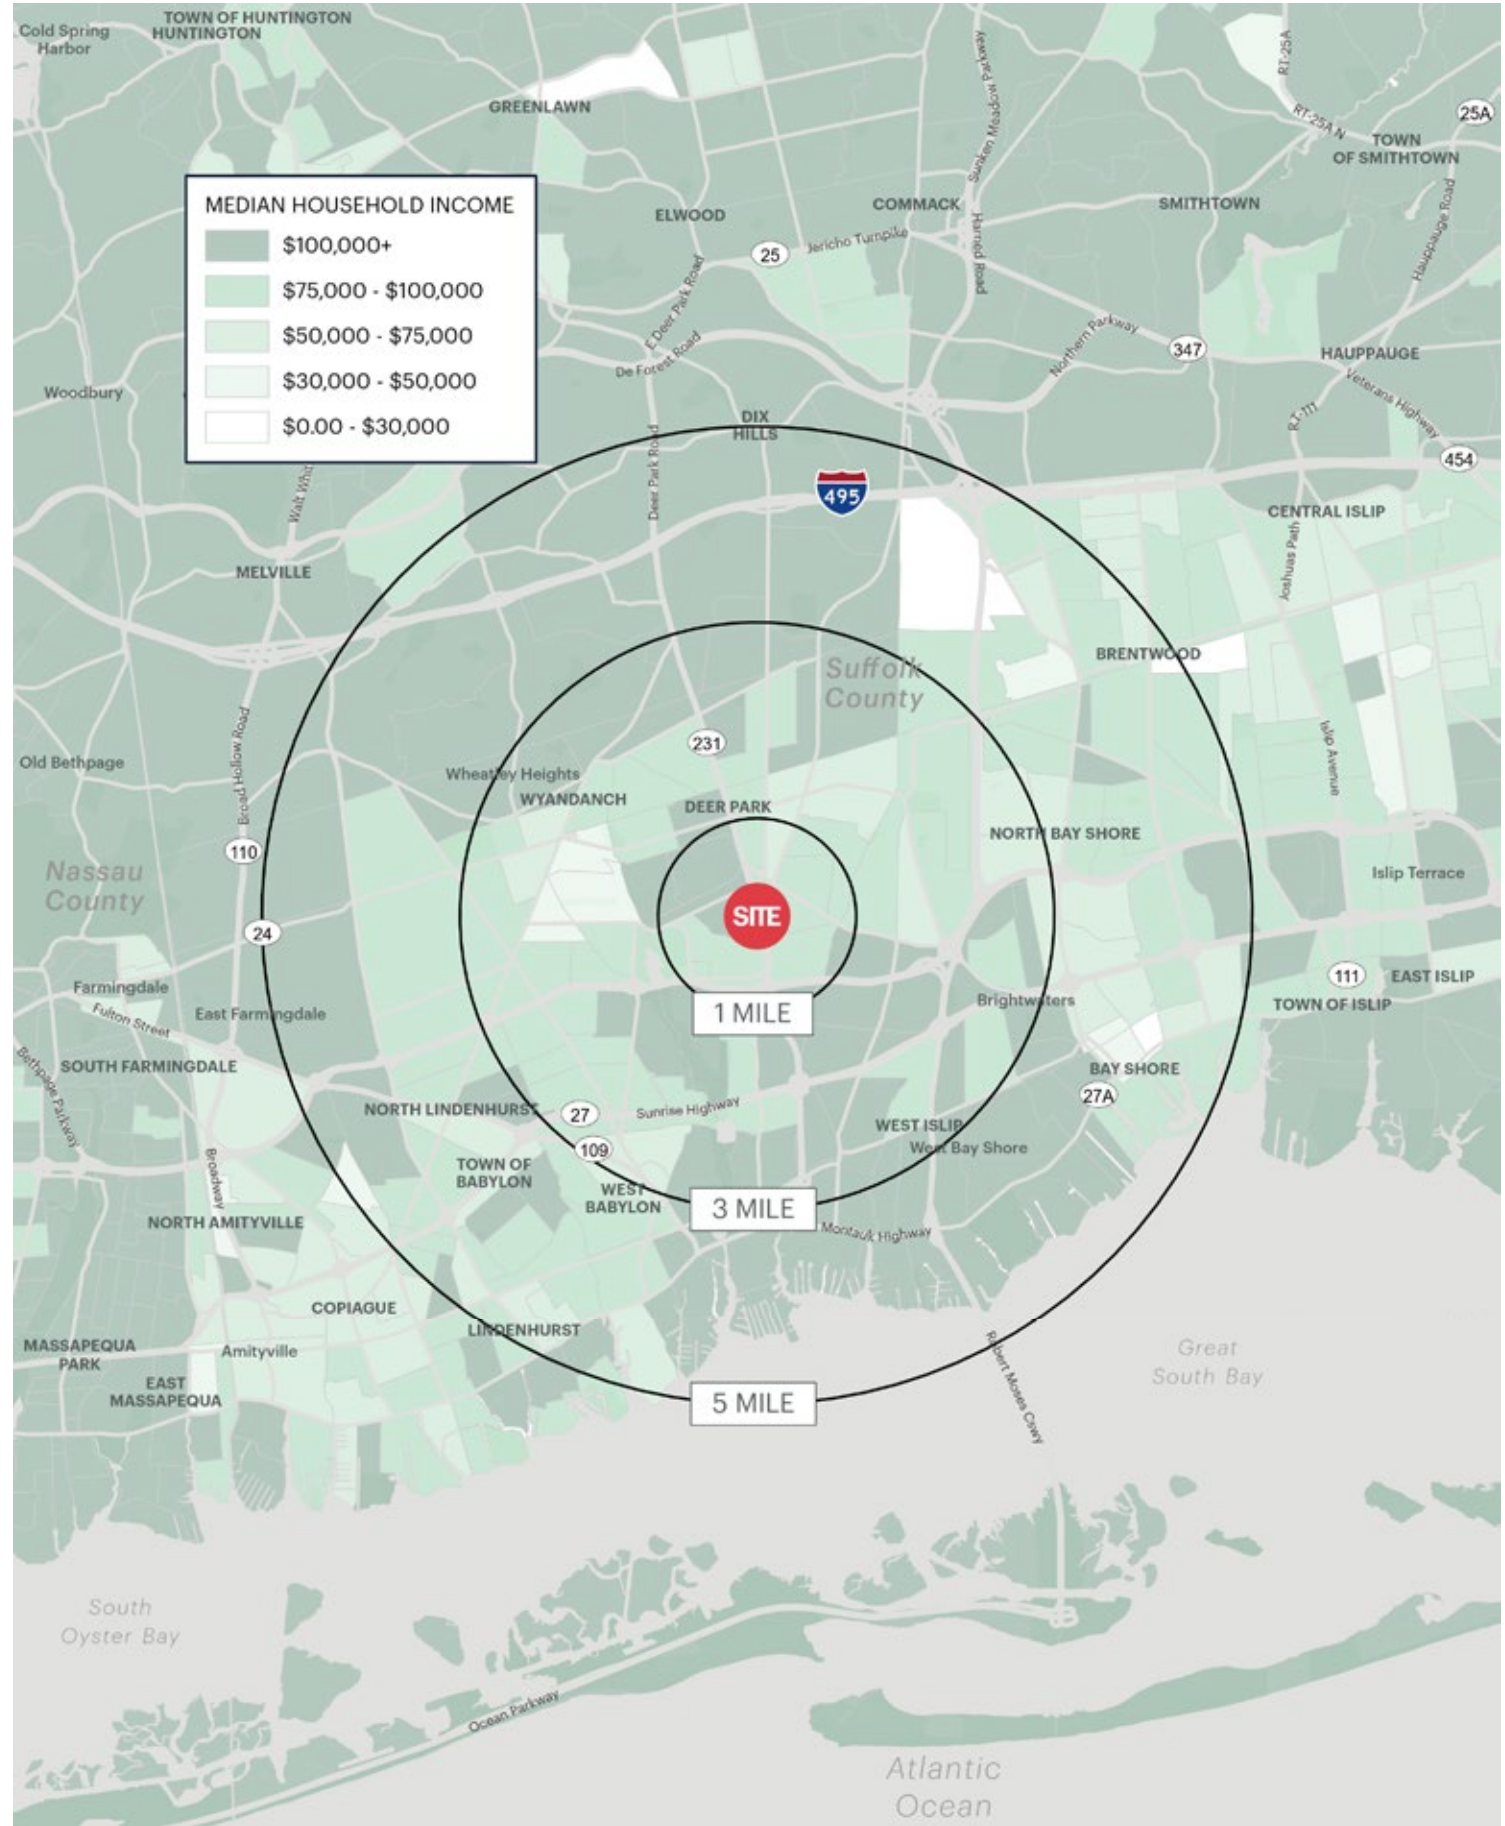 TOWN OF HUNTINGTON
HUNTINGTON
Cold Spring
Harbor
GREENLAWN
Sunken Meadow Parkway
RT-25A
RT-25A N
25A
TOWN
OF SMITHTOWN
MEDIAN HOUSEHOLD INCOME
$100,000+
$75,000 - $100,000
$50,000 - $75,000
$30,000 - $50,000
$0.00 - $30,000
ELWOOD
COMMACK
SMITHTOWN
25
Jericho Turnpike
Harned Road
Hauppauge Road
E Deer Park Road
De Forest Road
Northern Parkway
347
HAUPPAUGE
Veterans Highway
RT-111
454
Woodbury
DIX
HILLS
Deer Park Road
Walt Whit
495
CENTRAL ISLIP
Joshuas Path
MELVILLE
BRENTWOOD
Suffolk
County
Broad Hollow Road
231
Islip Avenue
Old Bethpage
Wheatley Heights
WYANDANCH
DEER PARK
NORTH BAY SHORE
110
Nassau
County
Islip Terrace
SITE
24
Farmingdale
Fulton Street
East Farmingdale
1 MILE
Brightwaters
111
EAST ISLIP
TOWN OF ISLIP
Bethpage Parkway
SOUTH FARMINGDALE
BAY SHORE
27A
NORTH LINDENHURST
27
Sunrise Highway
109
WEST ISLIP
West Bay Shore
Broadway
TOWN OF
BABYLON
WEST
BABYLON
3 MILE
NORTH AMITYVILLE
Montauk Highway
COPIAGUE
LINDENHURST
MASSAPEQUA
PARK
Amityville
EAST
MASSAPEQUA
5 MILE
Robert Moses Cswy
Great
South Bay
South
Oyster Bay
Ocean Parkway
Atlantic
Ocean